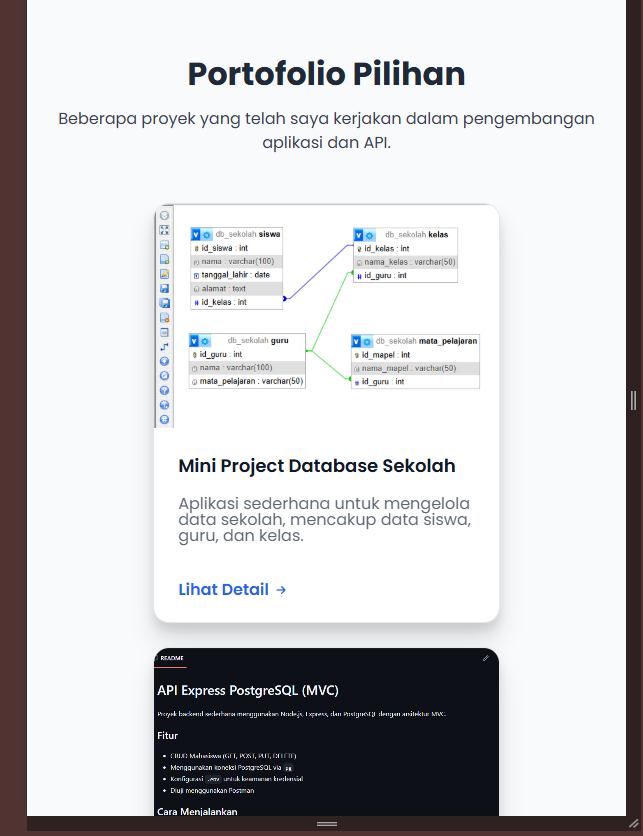 Portofolio Pilihan
Beberapa proyek yang telah saya kerjakan dalam pengembangan
aplikasi dan API.
db_sekolah siswa
id_siswa : int
nama : varchar(100)
tanggal_lahir : date
alamat : text
id_kelas : int
db_sekolah kelas
id_kelas : int
nama_kelas : varchar(50)
id_guru : int
db_sekolah guru
id_guru : int
nama : varchar(100)
mata_pelajaran : varchar(50)
db_sekolah mata_pelajaran
id_mapel : int
nama_mapel : varchar(50)
id_guru : int
Mini Project Database Sekolah
Aplikasi sederhana untuk mengelola
data sekolah, mencakup data siswa,
guru, dan kelas.
Lihat Detail →
README
API Express PostgreSQL (MVC)
Proyek backend sederhana menggunakan Node.js, Express, dan PostgreSQL dengan arsitektur MVC.
Fitur
• CRUD Mahasiswa (GET, POST, PUT, DELETE)
• Menggunakan koneksi PostgreSQL via pg
• Konfigurasi .env untuk keamanan kredensial
• Diuji menggunakan Postman
Cara Menjalankan